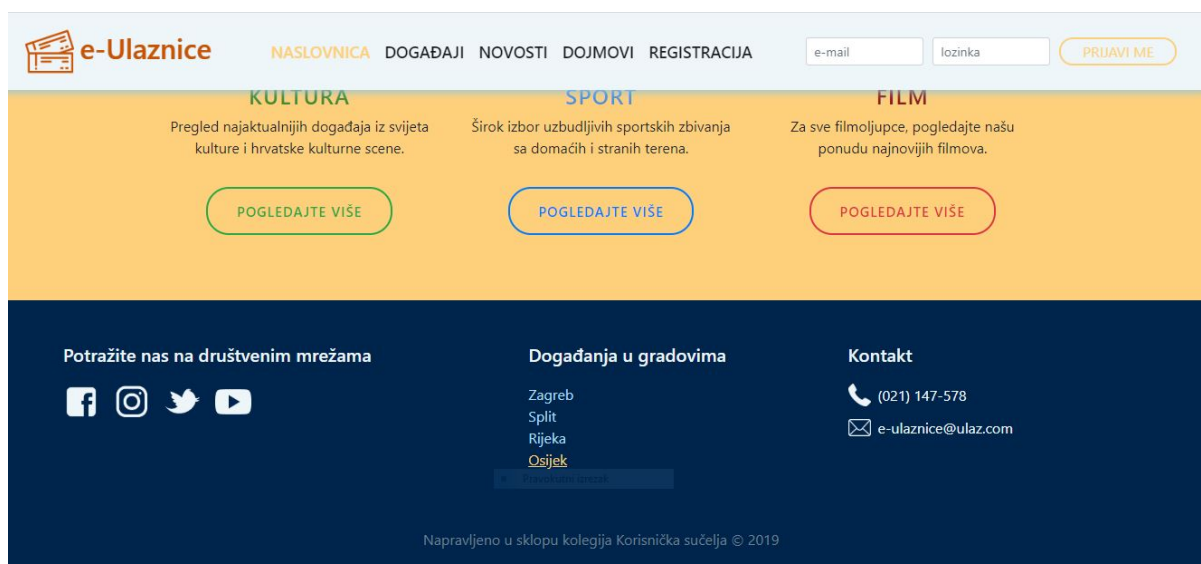 e-Ulaznice
NASLOVNICA DOGAĐAJI NOVOSTI DOJMOVI REGISTRACIJA
e-mail
lozinka
PRIJAVI ME
KULTURA
Pregled najaktualnijih događaja iz svijeta
kulture i hrvatske kulturne scene.
POGLEDAJTE VIŠE
SPORT
Širok izbor uzbudljivih sportskih zbivanja
sa domaćih i stranih terena.
POGLEDAJTE VIŠE
FILM
Za sve filmoljupce, pogledajte našu
ponudu najnovijih filmova.
POGLEDAJTE VIŠE
Potražite nas na društvenim mrežama
Događanja u gradovima
Zagreb
Split
Rijeka
Osijek
Kontakt
(021) 147-578
e-ulaznice@ulaz.com
Napravljeno u sklopu kolegija Korisnička sučelja © 2019